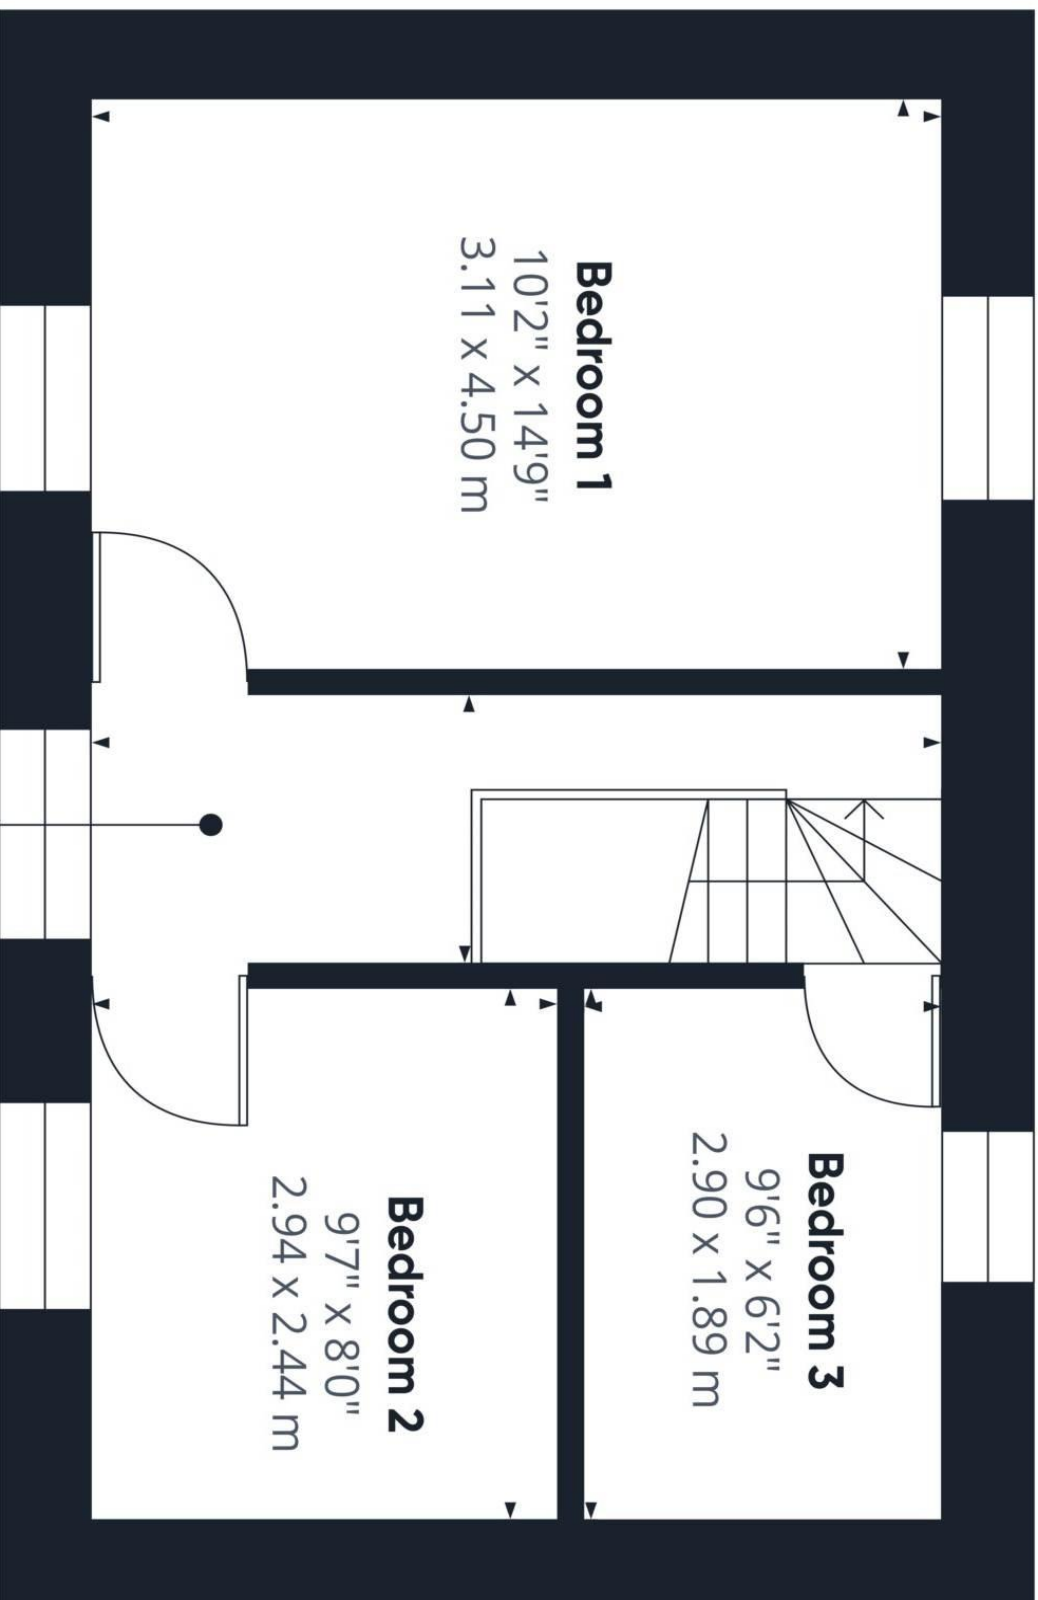 Bedroom 1
10'2" x 14'9"
3.11 x 4.50 m
Bedroom 3
9'6" x 6'2"
2.90 x 1.89 m
Bedroom 2
9'7" x 8'0"
2.94 x 2.44 m